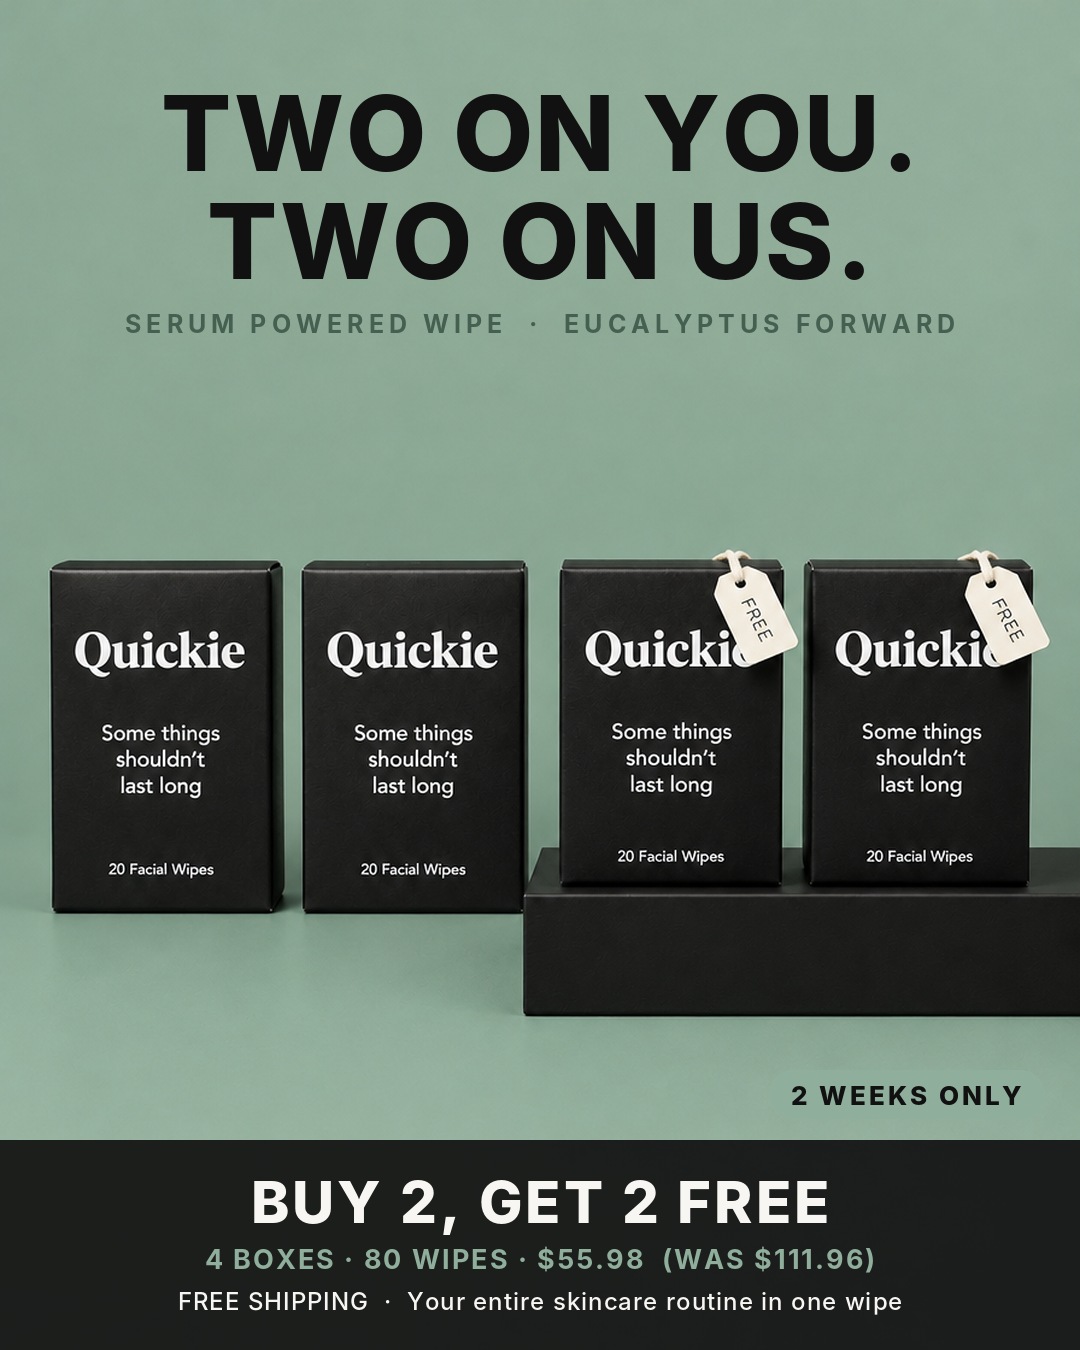 TWO ON YOU.
TWO ON US.
SERUM POWERED WIPE · EUCALYPTUS FORWARD
Quickie
Some things
shouldn't
last long
20 Facial Wipes
Quickie
Some things
shouldn't
last long
20 Facial Wipes
FREE
Quickie
Some things
shouldn't
last long
20 Facial Wipes
FREE
Quickie
Some things
shouldn't
last long
20 Facial Wipes
2 WEEKS ONLY
BUY 2, GET 2 FREE
4 BOXES · 80 WIPES · $55.98 (WAS $111.96)
FREE SHIPPING · Your entire skincare routine in one wipe